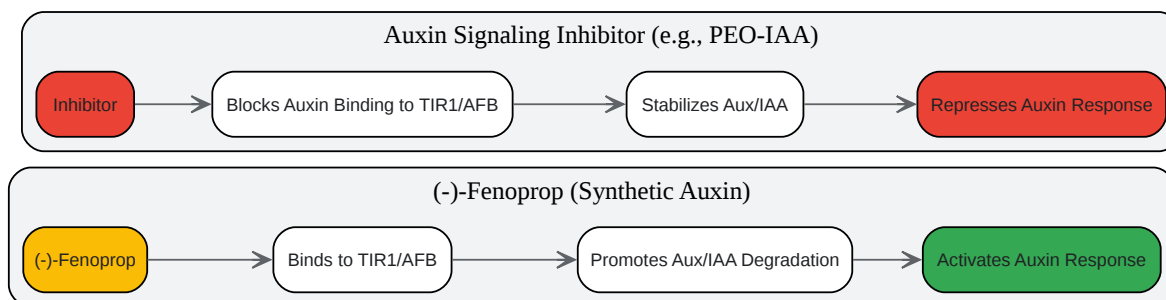 Auxin Signaling Inhibitor (e.g., PEO-IAA)
Inhibitor
Blocks Auxin Binding to TIR1/AFB
Stabilizes Aux/IAA
Represses Auxin Response
(-)-Fenoprop (Synthetic Auxin)
(-)-Fenoprop
Binds to TIR1/AFB
Promotes Aux/IAA Degradation
Activates Auxin Response